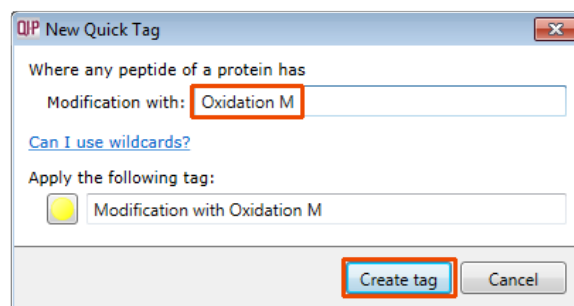 QIP New Quick Tag
Where any peptide of a protein has
Modification with: Oxidation M
Can I use wildcards?
Apply the following tag:
Modification with Oxidation M
Create tag Cancel